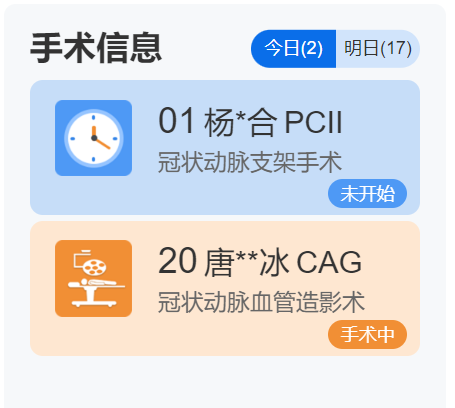 手术信息
今日(2) 明日(17)
01 杨*合 PCII
冠状动脉支架手术
未开始
20 唐**冰 CAG
冠状动脉血管造影术
手术中